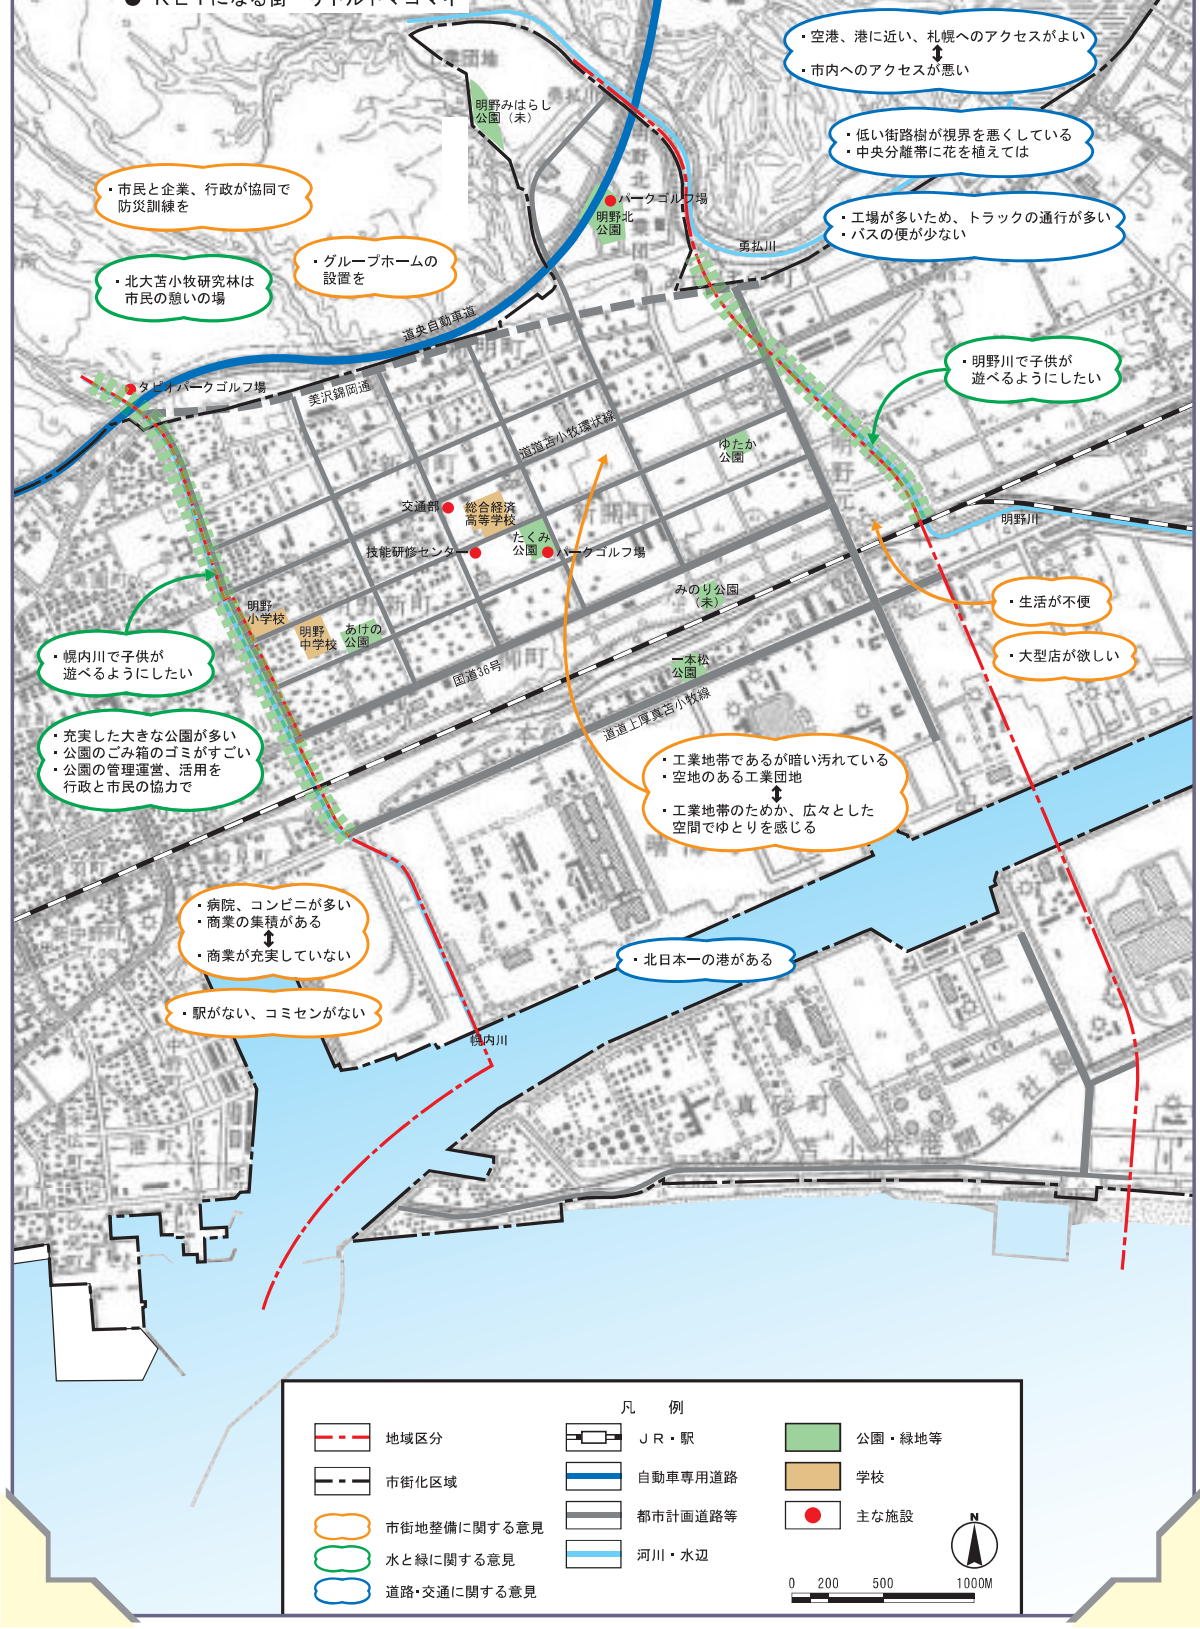 ・空港、港に近い、札幌へのアクセスがよい
・市内へのアクセスが悪い
明野みはらし
公園（未）
・低い街路樹が視界を悪くしている
・中央分離帯に花を植えては
・市民と企業、行政が協同で
防災訓練を
パークゴルフ場
明野北
公園
・工場が多いため、トラックの通行が多い
・バスの便が少ない
勇払川
・グループホームの
設置を
・北大苫小牧研究林は
市民の憩いの場
道央自動車道
・明野川で子供が
遊べるようにしたい
タピオパークゴルフ場
美沢錦岡通
道道苫小牧環状線
ゆたか
公園
交通部
総合経済
高等学校
たくみ
公園
パークゴルフ場
技能研修センター
明野川
みのり公園
（未）
・生活が不便
明野
小学校
明野
中学校
あけの
公園
・幌内川で子供が
遊べるようにしたい
・大型店が欲しい
国道36号
一本松
公園
道道上厚真苫小牧線
・充実した大きな公園が多い
・公園のごみ箱のゴミがすごい
・公園の管理運営、活用を
行政と市民の協力で
・工業地帯であるが暗い汚れている
・空地のある工業団地
・工業地帯のためか、広々とした
空間でゆとりを感じる
・病院、コンビニが多い
・商業の集積がある
・商業が充実していない
・北日本一の港がある
・駅がない、コミセンがない
幌内川
真砂町
凡　例
地域区分
市街化区域
市街地整備に関する意見
水と緑に関する意見
道路・交通に関する意見
ＪＲ・駅
自動車専用道路
都市計画道路等
河川・水辺
公園・緑地等
学校
主な施設
N
0 200 500 1000M